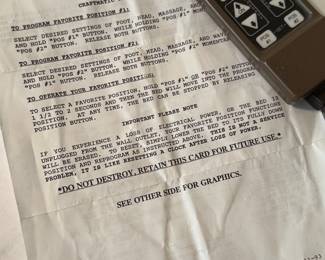 CRAFTMATIC
TO PROGRAM FAVORITE POSITION #1:
SELECT DESIRED SETTINGS OF FOOT, HEAD, MASSAGE, AND WAVE
AND HOLD "POS #1" BUTTON. RELEASE BOTH BUTTONS.
TO PROGRAM FAVORITE POSITION #2:
SELECT DESIRED SETTINGS OF FOOT, HEAD, MASSAGE, AND WAVE
AND HOLD "POS #2" BUTTON, WHILE HOLDING "POS #2" MOMENTAR
BUTTON. RELEASE BOTH BUTTONS.
TO OPERATE YOUR FAVORITE POSITION:
TO SELECT A FAVORITE POSITION, HOLD "POS #1" OR "POS #2" BUTTON
1 1/2 TO 2 SECONDS AND THEN THE BED WILL MOVE INTO THE PRESET
POSITION. AT ANY TIME, THE BED CAN BE STOPPED BY RELEASING
POSITION BUTTON.
IMPORTANT PLEASE NOTE
IF YOU EXPERIENCE A LOSS OF ELECTRICAL POWER, OR THE BED IS
UNPLUGGED FROM THE WALL OUTLET, YOUR FAVORITE POSITION FUNCTIONS
WILL BE ERASED. TO RESET, SIMPLY LOWER THE BED TO ITS FULLY DOWN
POSITION AND REPROGRAM AS INSTRUCTED ABOVE. THIS IS NOT A SERVICE
PROBLEM, IT IS LIKE RESETTING A CLOCK AFTER LOSS OF POWER.
*DO NOT DESTROY, RETAIN THIS CARD FOR FUTURE USE.*
SEE OTHER SIDE FOR GRAPHICS.
POS
#1
POS
#2